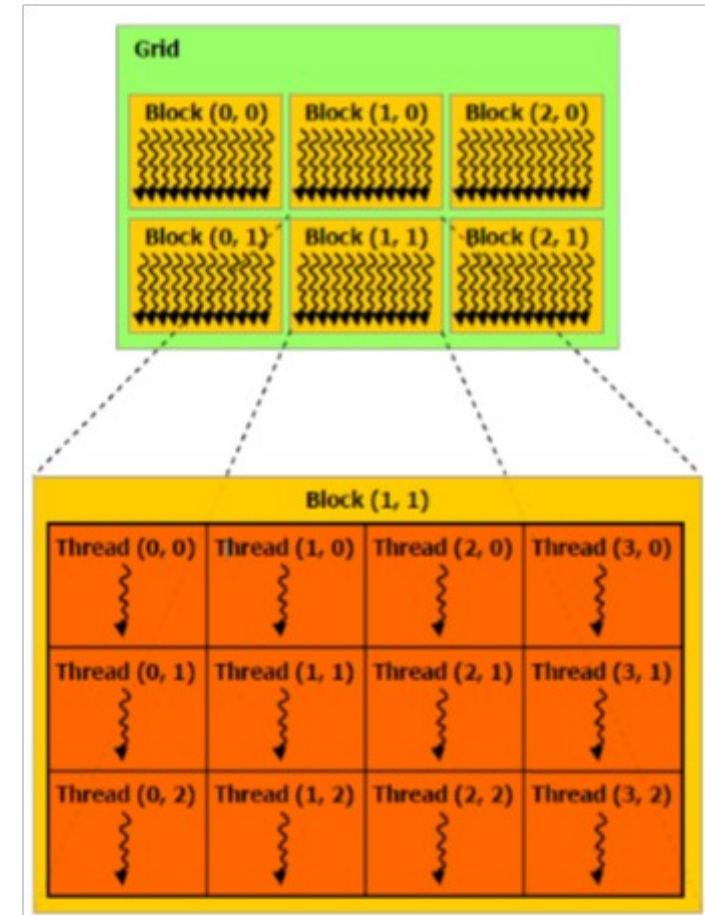 Grid
Block (0, 0) Block (1, 0) Block (2, 0)
Block (0, 1) Block (1, 1) Block (2, 1)
Block (1, 1)
Thread (0, 0) Thread (1, 0) Thread (2, 0) Thread (3, 0)
Thread (0, 1) Thread (1, 1) Thread (2, 1) Thread (3, 1)
Thread (0, 2) Thread (1, 2) Thread (2, 2) Thread (3, 2)